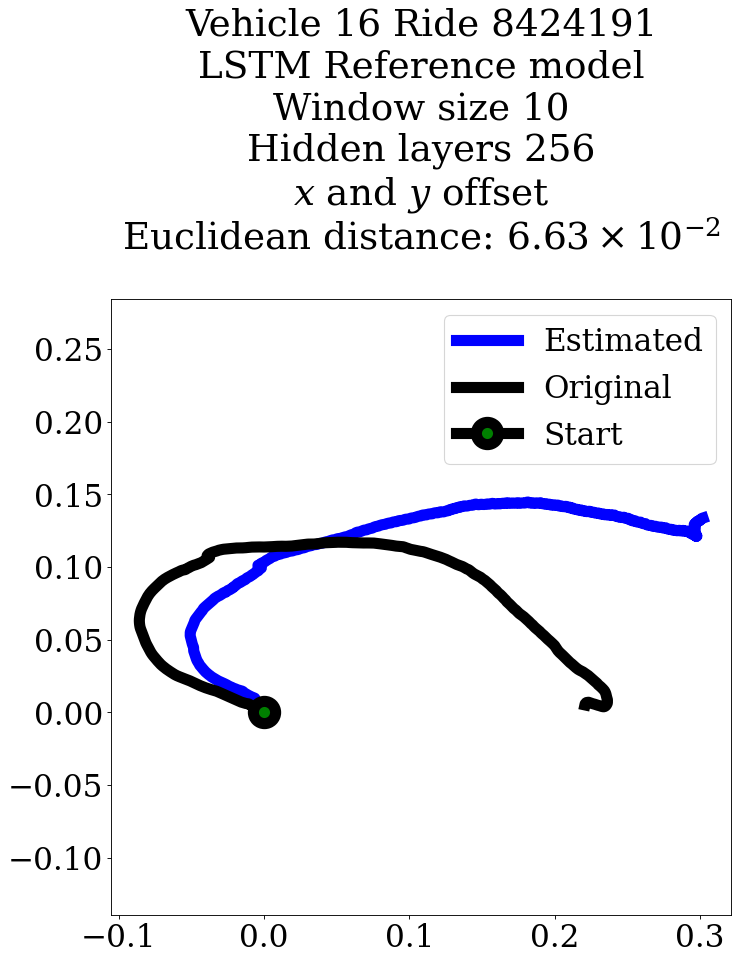 Vehicle 16 Ride 8424191
LSTM Reference model
Window size 10
Hidden layers 256
x and y offset
Euclidean distance: 6.63 × 10⁻²
Estimated
Original
Start
0.25
0.20
0.15
0.10
0.05
0.00
−0.05
−0.10
−0.1 0.0 0.1 0.2 0.3